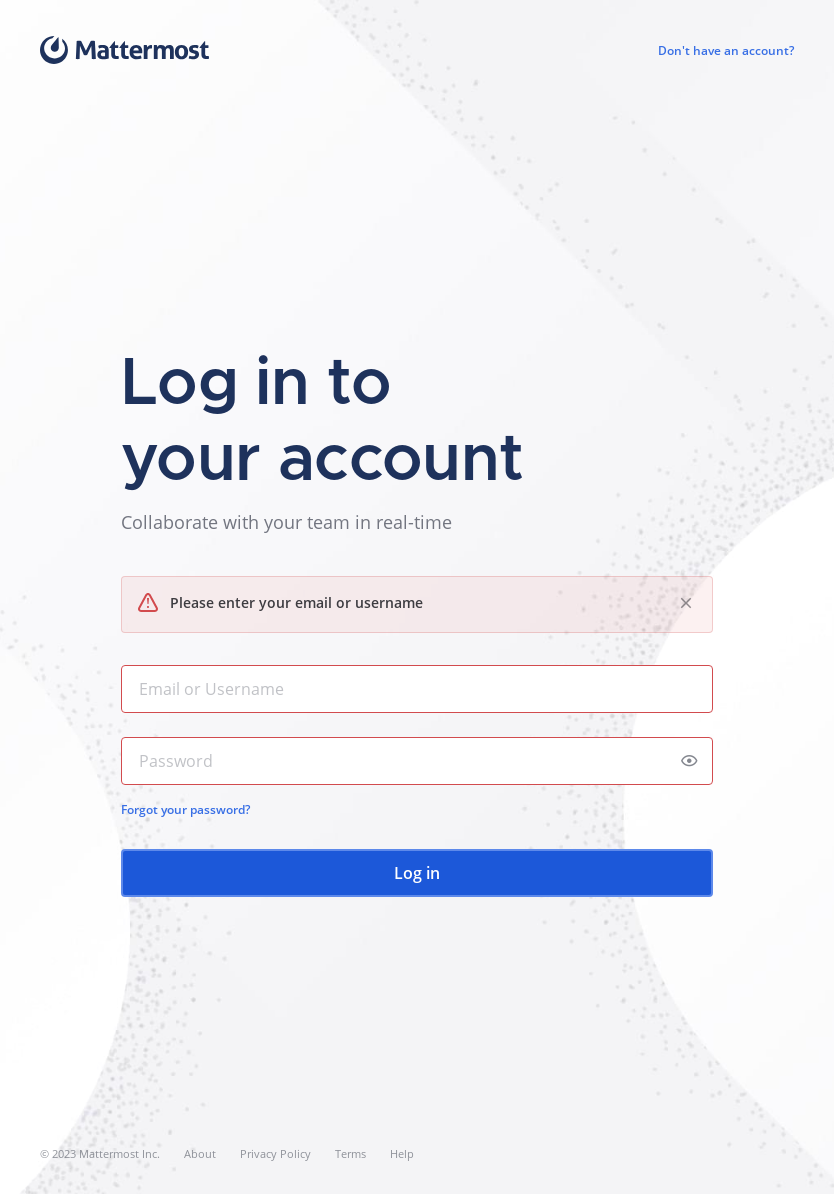 Mattermost
Don't have an account?
Log in to
your account
Collaborate with your team in real-time
Please enter your email or username
Email or Username
Password
Forgot your password?
Log in
© 2023 Mattermost Inc. About Privacy Policy Terms Help